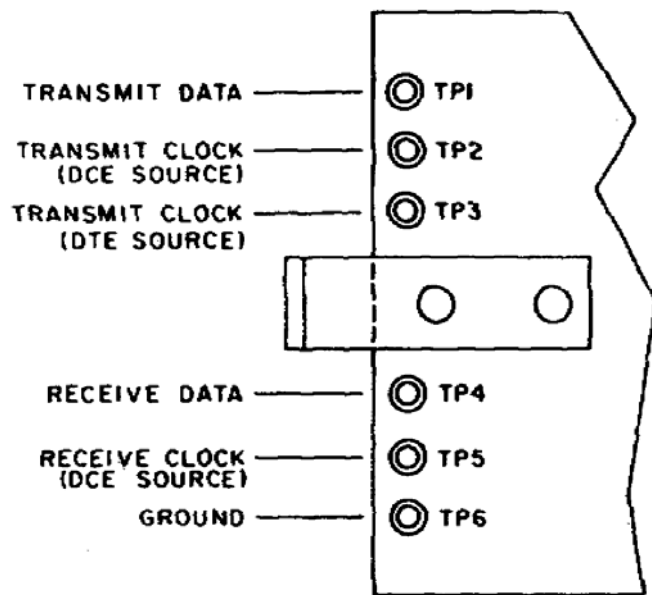 TRANSMIT DATA TP1
TRANSMIT CLOCK TP2
(DCE SOURCE)
TRANSMIT CLOCK TP3
(DTE SOURCE)
RECEIVE DATA TP4
RECEIVE CLOCK TP5
(DCE SOURCE)
GROUND TP6